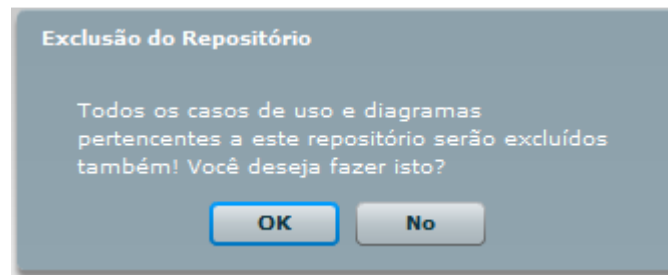 Exclusão do Repositório
Todos os casos de uso e diagramas
pertencentes a este repositório serão excluídos
também! Você deseja fazer isto?
OK No